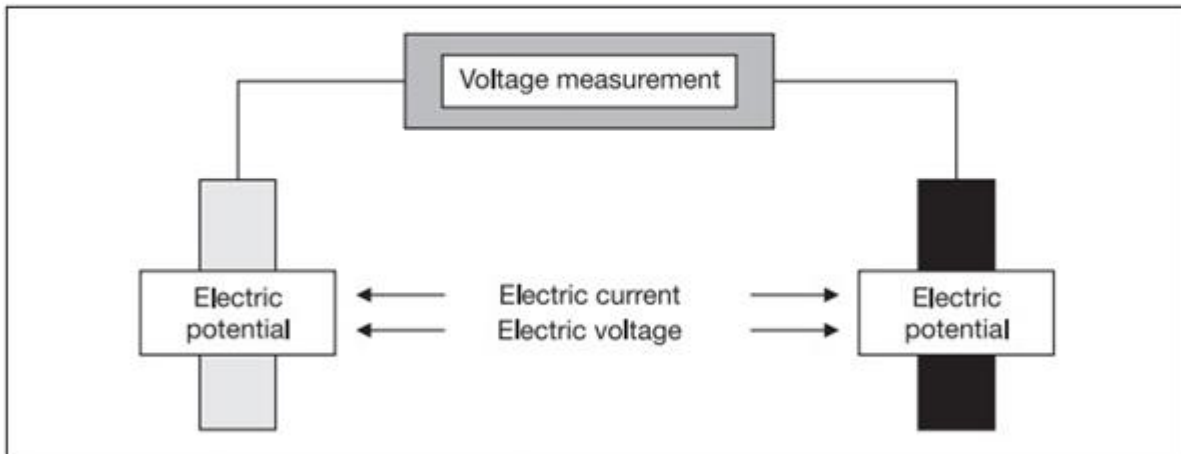 Voltage measurement
Electric
potential
Electric current
Electric voltage
Electric
potential